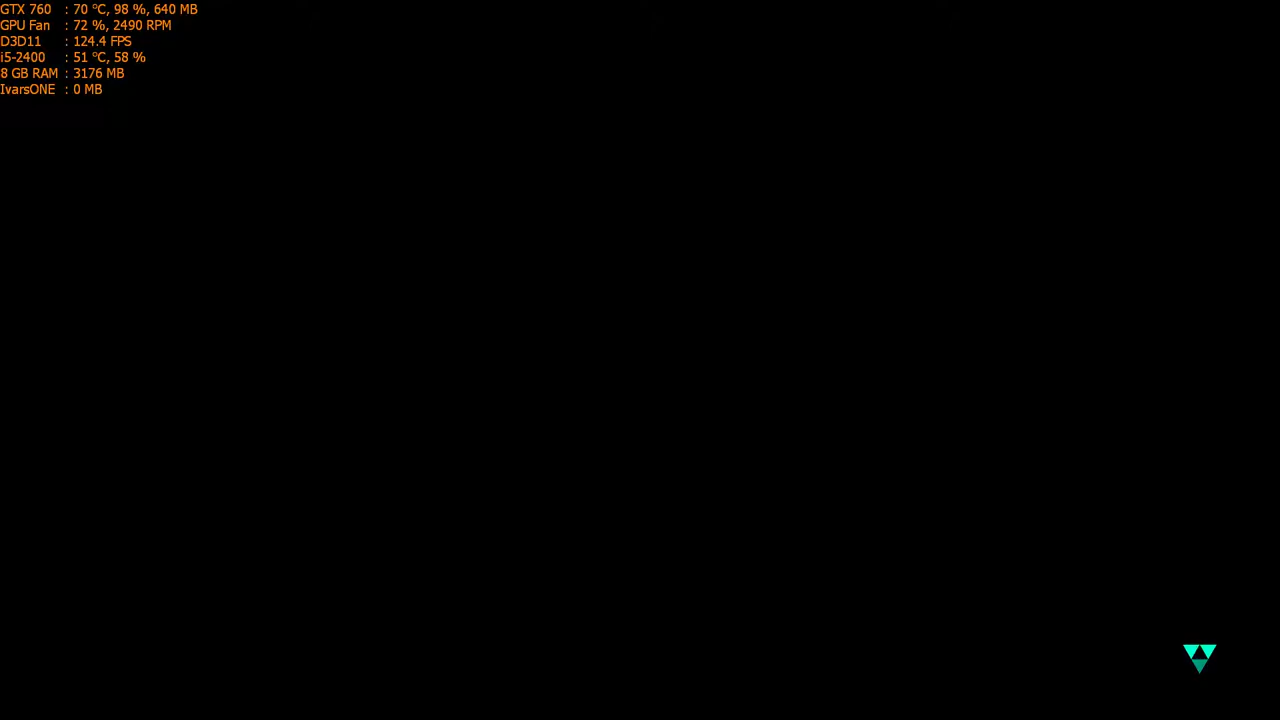 GTX 760 : 70 °C, 98 %, 640 MB
GPU Fan : 72 %, 2490 RPM
D3D11 : 124.4 FPS
i5-2400 : 51 °C, 58 %
8 GB RAM : 3176 MB
IvarsONE : 0 MB